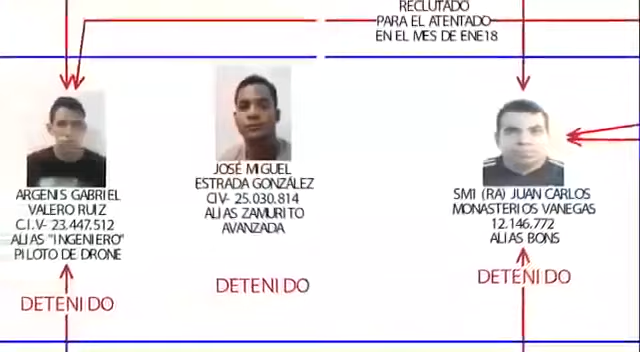 RECLUTADO
PARA EL ATENTADO
EN EL MES DE ENE18
ARGENIS GABRIEL
VALERO RUIZ
C.I.V- 23.447.512
ALIAS "INGENIERO"
PILOTO DE DRONE
DETENIDO
JOSÉ MIGUEL
ESTRADA GONZÁLEZ
CIV- 25.030.814
ALIAS ZAMURITO
AVANZADA
DETENIDO
SM1 (RA) JUAN CARLOS
MONASTERIOS VANEGAS
12.146.772
ALIAS BONS
DETENIDO